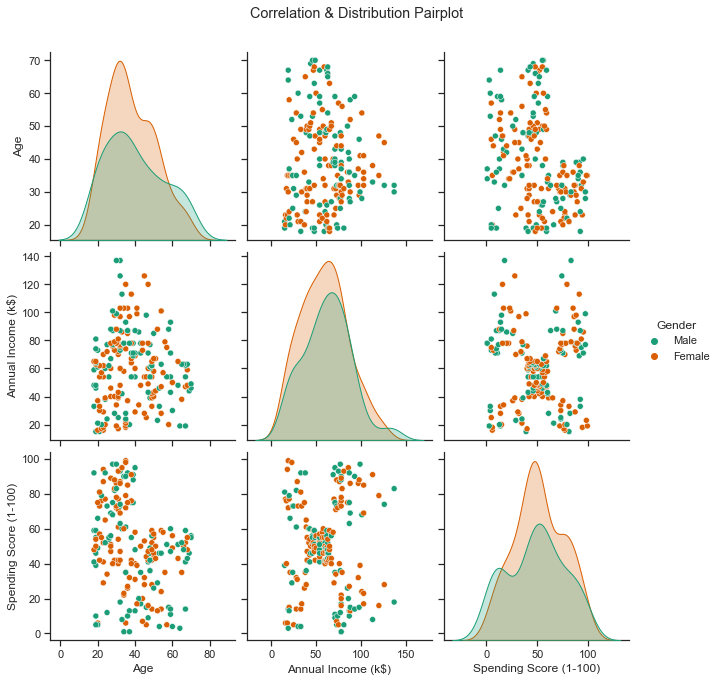 Correlation & Distribution Pairplot
70
60
50
40
30
20
Age
140
120
100
80
60
40
20
Annual Income (k$)
Gender
Male
Female
100
80
60
40
20
0
Spending Score (1-100)
0 20 40 60 80
Age
0 50 100 150
Annual Income (k$)
0 50 100
Spending Score (1-100)